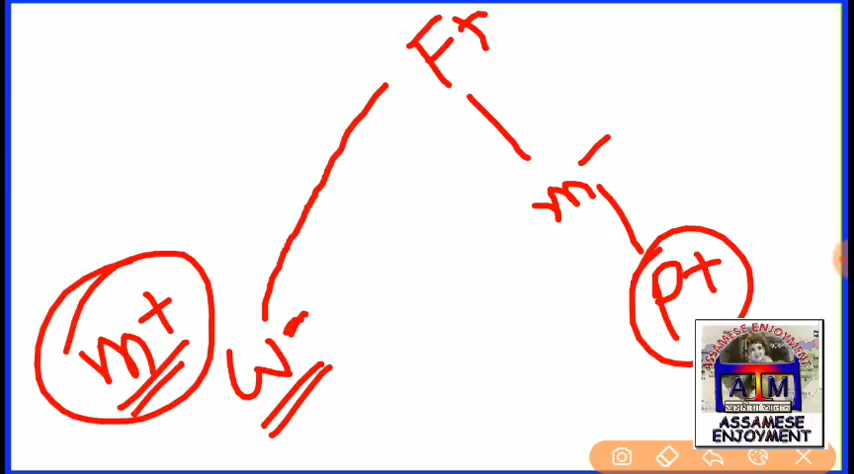 F+
m-
P+
m+
W-
ASSAMESE ENJOYMENT
ATM
ASSAMESE
ENJOYMENT